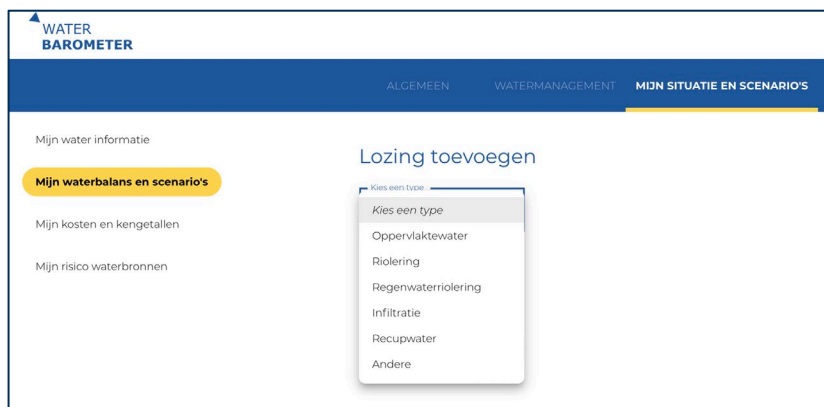 WATER
BAROMETER
ALGEMEEN WATERMANAGEMENT MIJN SITUATIE EN SCENARIO'S
Mijn water informatie
Mijn waterbalans en scenario's
Mijn kosten en kengetallen
Mijn risico waterbronnen
Lozing toevoegen
Kies een type
Kies een type
Oppervlaktewater
Riolering
Regenwaterriolering
Infiltratie
Recupwater
Andere